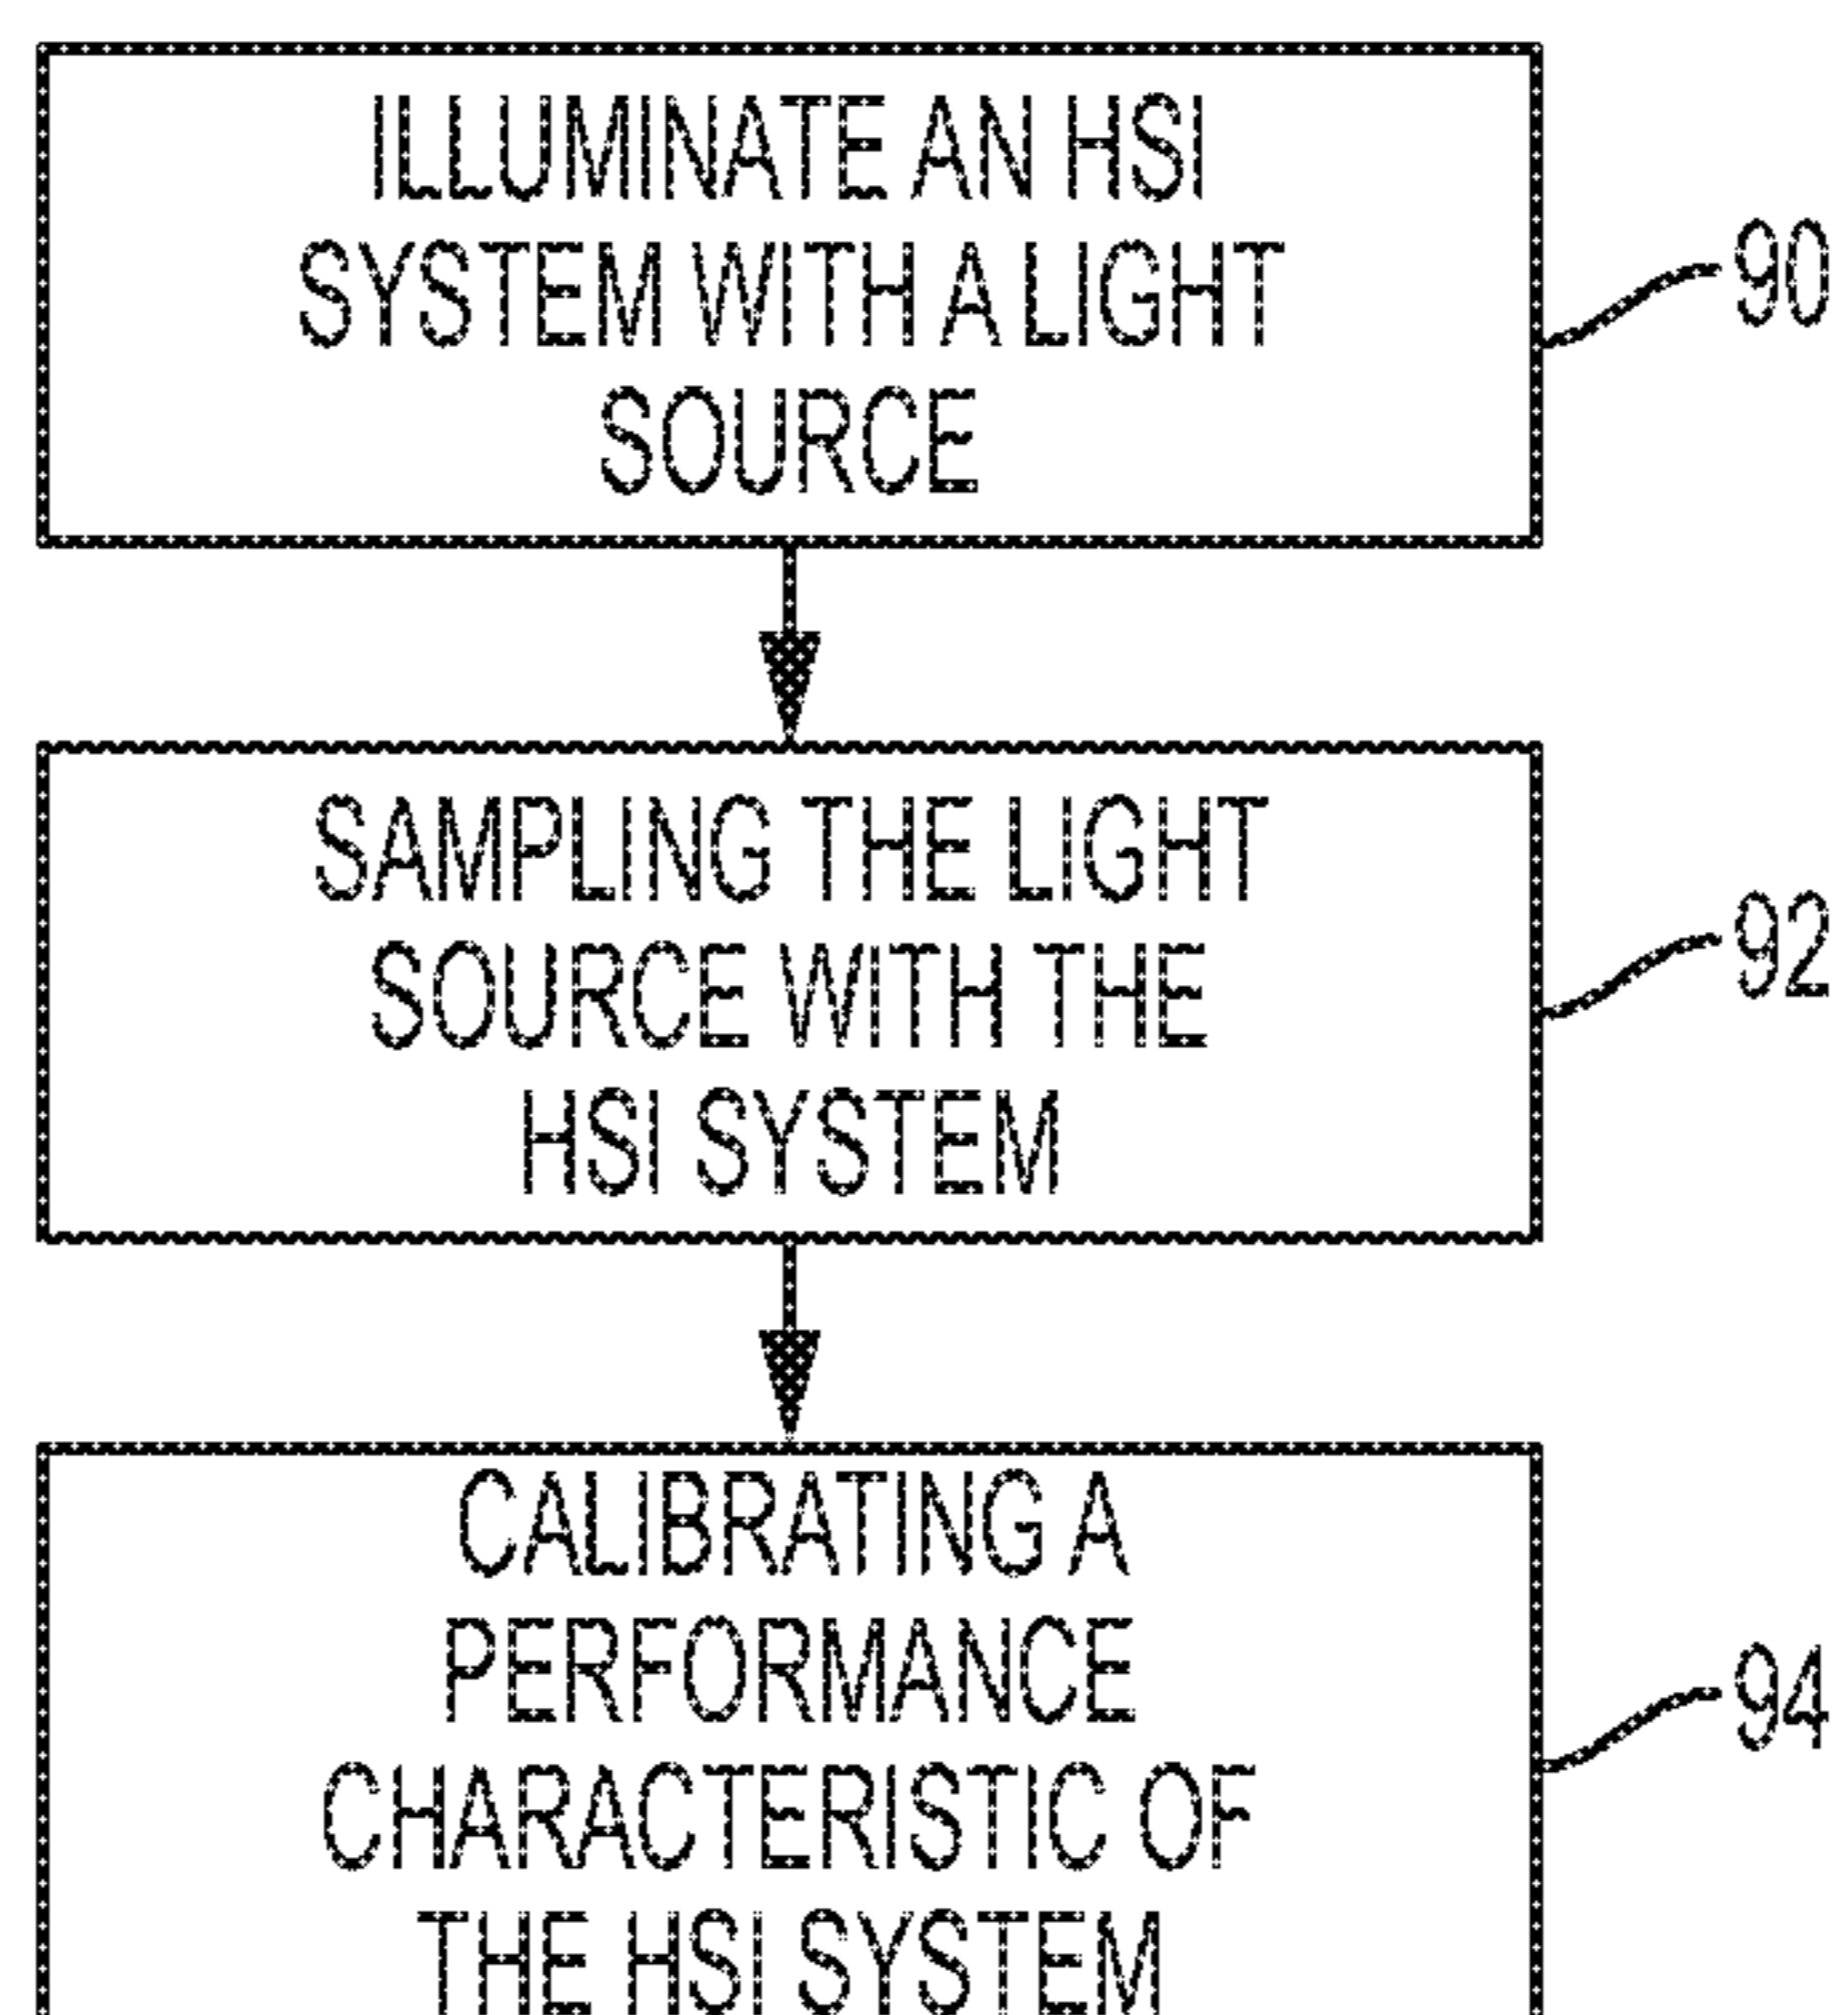 ILLUMINATE AN HSI
SYSTEM WITH A LIGHT
SOURCE
90
SAMPLING THE LIGHT
SOURCE WITH THE
HSI SYSTEM
92
CALIBRATING A
PERFORMANCE
CHARACTERISTIC OF
THE HSI SYSTEM
94